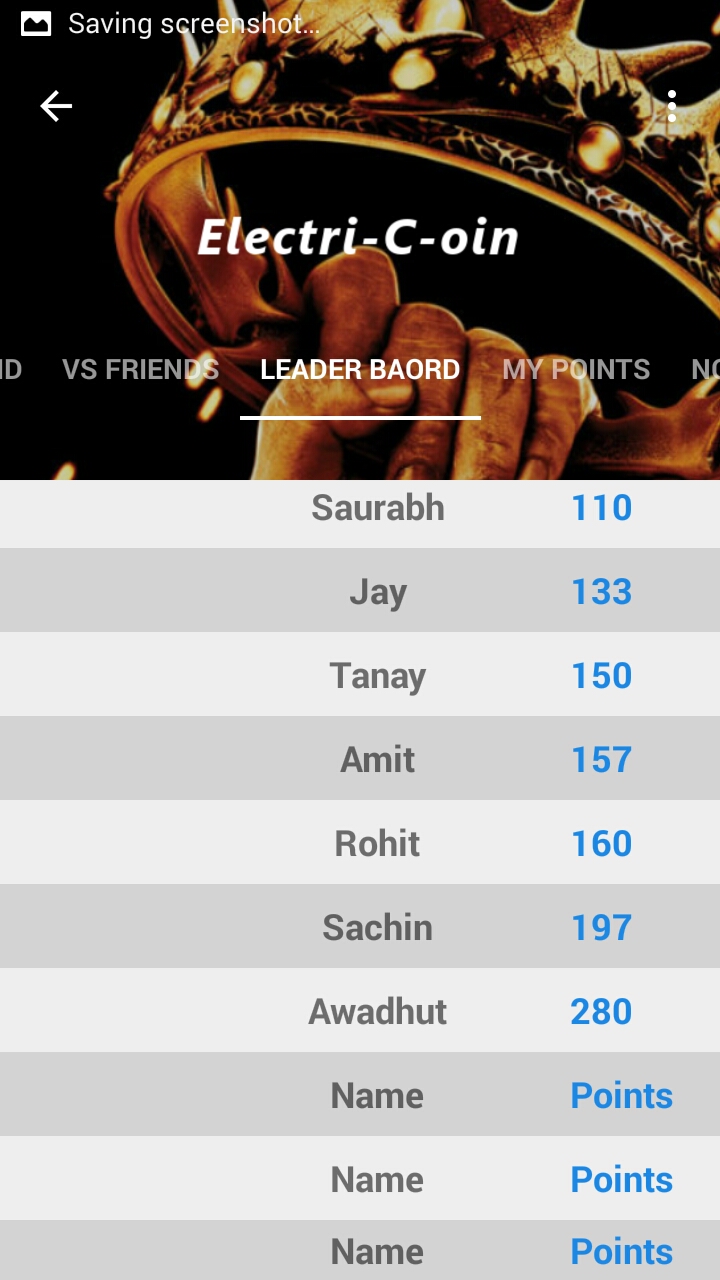 Saving screenshot...
Electri-C-oin
ID VS FRIENDS LEADER BAORD MY POINTS NO
Saurabh 110
Jay 133
Tanay 150
Amit 157
Rohit 160
Sachin 197
Awadhut 280
Name Points
Name Points
Name Points